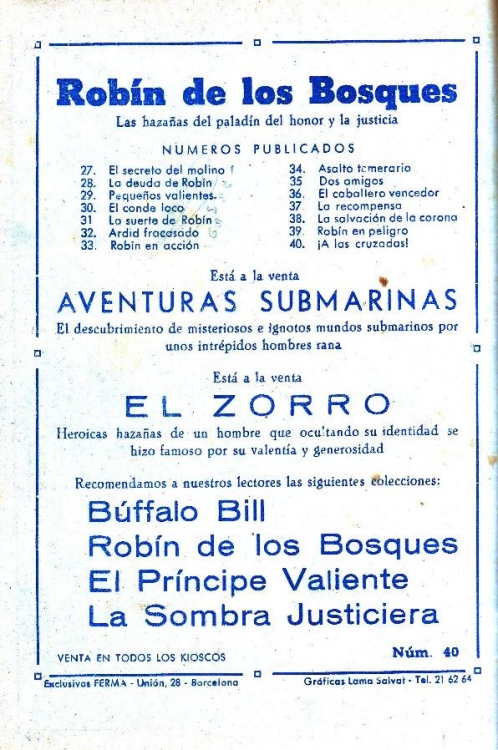 Robín de los Bosques
Las hazañas del paladín del honor y la justicia
NUMEROS PUBLICADOS
27. El secreto del molino
28. La deuda de Robín
29. Pequeños valientes.
30. El conde loco
31 La suerte de Robín
32. Ardid fracasado
33. Robín en acción
34. Asalto temerario
35 Dos amigos
36. El caballero vencedor
37. La recompensa
38. La salvación de la corona
39. Robín en peligro
40. ¡A las cruzadas!
Está a la venta
AVENTURAS SUBMARINAS
El descubrimiento de misteriosos e ignotos mundos submarinos por
unos intrépidos hombres rana
Está a la venta
EL ZORRO
Heroicas hazañas de un hombre que ocultando su identidad se
hizo famoso por su valentía y generosidad
Recomendamos a nuestros lectores las siguientes colecciones:
Búffalo Bill
Robín de los Bosques
El Príncipe Valiente
La Sombra Justiciera
VENTA EN TODOS LOS KIOSCOS
Núm. 40
Exclusivas FERMA - Unión, 28 - Barcelona
Gráficas Lama Salvat - Tel. 21 62 64